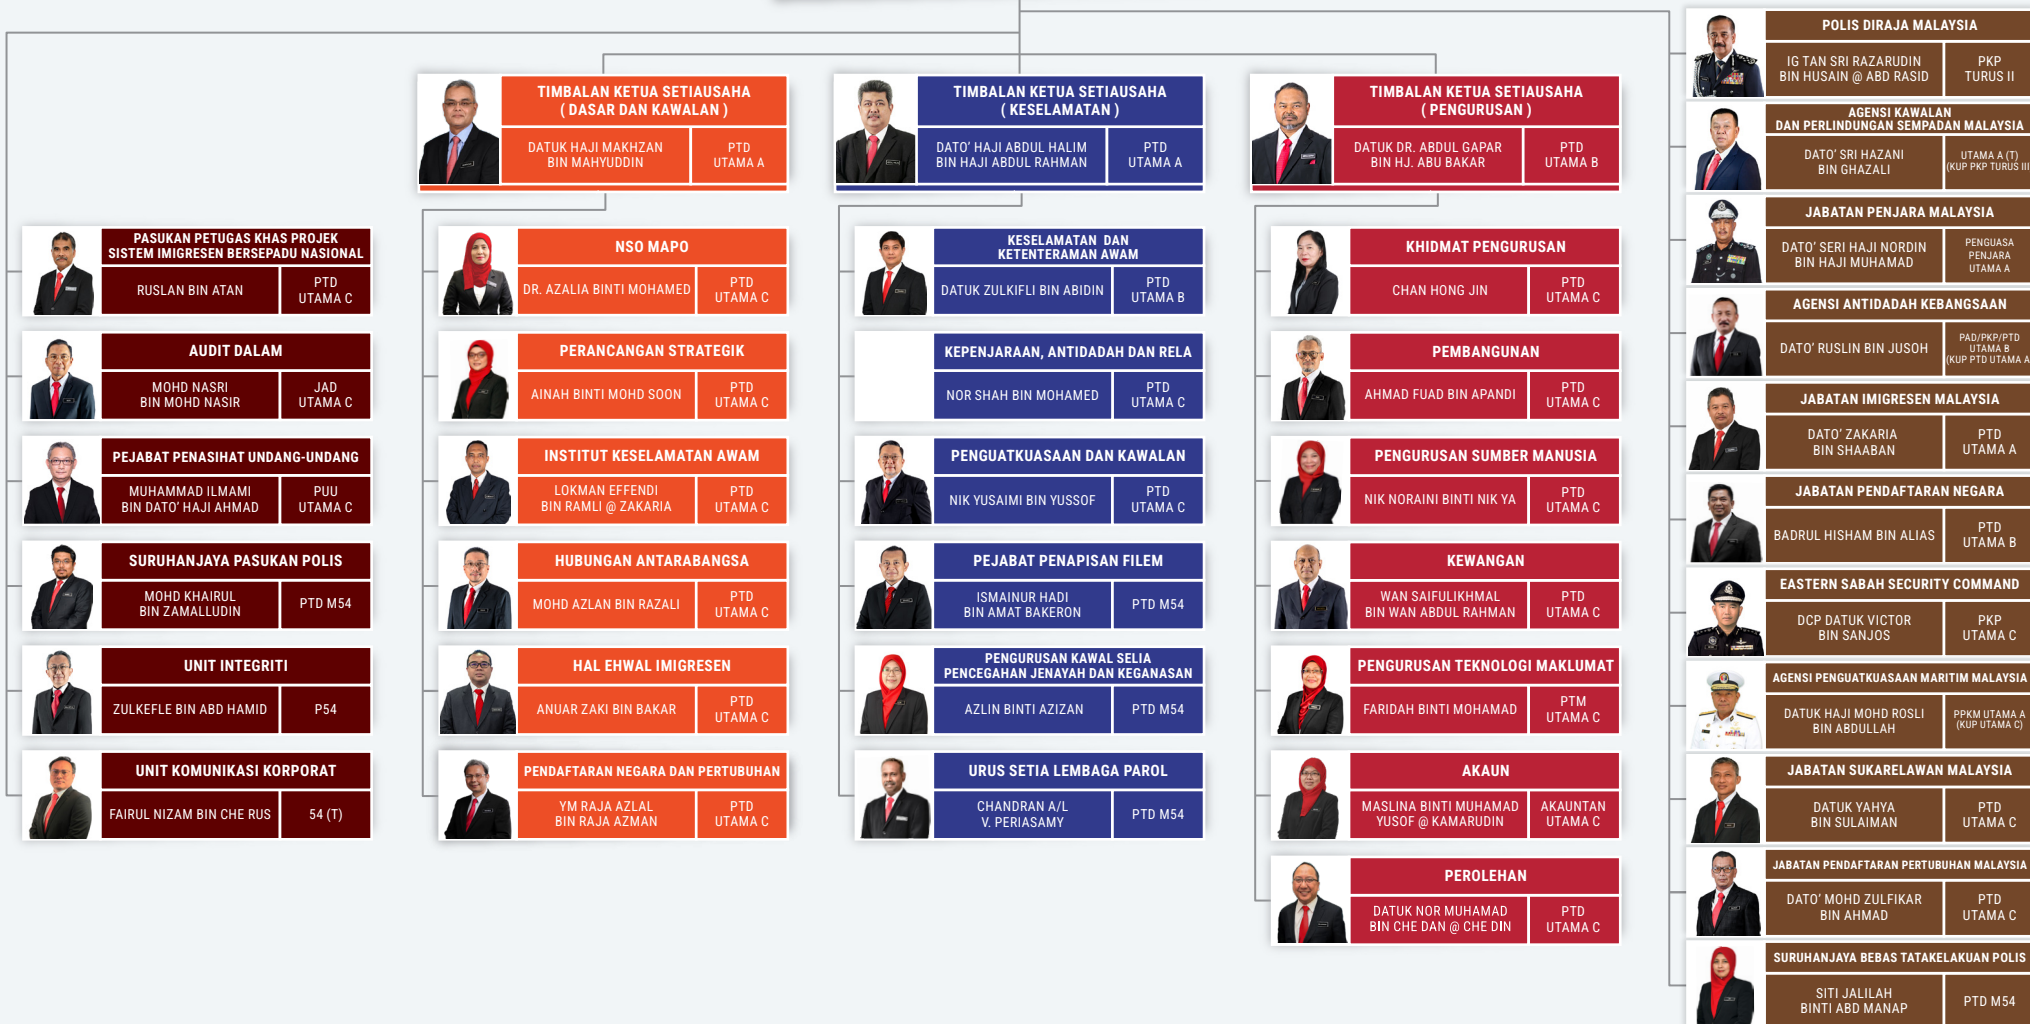 TIMBALAN KETUA SETIAUSAHA
( DASAR DAN KAWALAN )
DATUK HAJI MAKHZAN
BIN MAHYUDDIN
PTD
UTAMA A
TIMBALAN KETUA SETIAUSAHA
( KESELAMATAN )
DATO' HAJI ABDUL HALIM
BIN HAJI ABDUL RAHMAN
PTD
UTAMA A
TIMBALAN KETUA SETIAUSAHA
( PENGURUSAN )
DATUK DR. ABDUL GAPAR
BIN HJ. ABU BAKAR
PTD
UTAMA B
PASUKAN PETUGAS KHAS PROJEK
SISTEM IMIGRESEN BERSEPADU NASIONAL
RUSLAN BIN ATAN
PTD
UTAMA C
AUDIT DALAM
MOHD NASRI
BIN MOHD NASIR
JAD
UTAMA C
PEJABAT PENASIHAT UNDANG-UNDANG
MUHAMMAD ILMAMI
BIN DATO' HAJI AHMAD
PUU
UTAMA C
SURUHANJAYA PASUKAN POLIS
MOHD KHAIRUL
BIN ZAMALLUDIN
PTD M54
UNIT INTEGRITI
ZULKEFLE BIN ABD HAMID
P54
UNIT KOMUNIKASI KORPORAT
FAIRUL NIZAM BIN CHE RUS
54 (T)
NSO MAPO
DR. AZALIA BINTI MOHAMED
PTD
UTAMA C
PERANCANGAN STRATEGIK
AINAH BINTI MOHD SOON
PTD
UTAMA C
INSTITUT KESELAMATAN AWAM
LOKMAN EFFENDI
BIN RAMLI @ ZAKARIA
PTD
UTAMA C
HUBUNGAN ANTARABANGSA
MOHD AZLAN BIN RAZALI
PTD
UTAMA C
HAL EHWAL IMIGRESEN
ANUAR ZAKI BIN BAKAR
PTD
UTAMA C
PENDAFTARAN NEGARA DAN PERTUBUHAN
YM RAJA AZLAL
BIN RAJA AZMAN
PTD
UTAMA C
KESELAMATAN DAN
KETENTERAMAN AWAM
DATUK ZULKIFLI BIN ABIDIN
PTD
UTAMA B
KEPENJARAAN, ANTIDADAH DAN RELA
NOR SHAH BIN MOHAMED
PTD
UTAMA C
PENGUATKUASAAN DAN KAWALAN
NIK YUSAIMI BIN YUSSOF
PTD
UTAMA C
PEJABAT PENAPISAN FILEM
ISMAINUR HADI
BIN AMAT BAKERON
PTD M54
PENGURUSAN KAWAL SELIA
PENCEGAHAN JENAYAH DAN KEGANASAN
AZLIN BINTI AZIZAN
PTD M54
URUS SETIA LEMBAGA PAROL
CHANDRAN A/L
V. PERIASAMY
PTD M54
KHIDMAT PENGURUSAN
CHAN HONG JIN
PTD
UTAMA C
PEMBANGUNAN
AHMAD FUAD BIN APANDI
PTD
UTAMA C
PENGURUSAN SUMBER MANUSIA
NIK NORAINI BINTI NIK YA
PTD
UTAMA C
KEWANGAN
WAN SAIFULIKHMAL
BIN WAN ABDUL RAHMAN
PTD
UTAMA C
PENGURUSAN TEKNOLOGI MAKLUMAT
FARIDAH BINTI MOHAMAD
PTM
UTAMA C
AKAUN
MASLINA BINTI MUHAMAD
YUSOF @ KAMARUDIN
AKAUNTAN
UTAMA C
PEROLEHAN
DATUK NOR MUHAMAD
BIN CHE DAN @ CHE DIN
PTD
UTAMA C
POLIS DIRAJA MALAYSIA
IG TAN SRI RAZARUDIN
BIN HUSAIN @ ABD RASID
PKP
TURUS II
AGENSI KAWALAN
DAN PERLINDUNGAN SEMPADAN MALAYSIA
DATO' SRI HAZANI
BIN GHAZALI
UTAMA A (T)
(KUP PKP TURUS III
JABATAN PENJARA MALAYSIA
DATO' SERI HAJI NORDIN
BIN HAJI MUHAMAD
PENGUASA
PENJARA
UTAMA A
AGENSI ANTIDADAH KEBANGSAAN
DATO' RUSLIN BIN JUSOH
PAD/PKP/PTD
UTAMA B
(KUP PTD UTAMA A
JABATAN IMIGRESEN MALAYSIA
DATO' ZAKARIA
BIN SHAABAN
PTD
UTAMA A
JABATAN PENDAFTARAN NEGARA
BADRUL HISHAM BIN ALIAS
PTD
UTAMA B
EASTERN SABAH SECURITY COMMAND
DCP DATUK VICTOR
BIN SANJOS
PKP
UTAMA C
AGENSI PENGUATKUASAAN MARITIM MALAYSIA
DATUK HAJI MOHD ROSLI
BIN ABDULLAH
PPKM UTAMA A
(KUP UTAMA C)
JABATAN SUKARELAWAN MALAYSIA
DATUK YAHYA
BIN SULAIMAN
PTD
UTAMA C
JABATAN PENDAFTARAN PERTUBUHAN MALAYSIA
DATO' MOHD ZULFIKAR
BIN AHMAD
PTD
UTAMA C
SURUHANJAYA BEBAS TATAKELAKUAN POLIS
SITI JALILAH
BINTI ABD MANAP
PTD M54